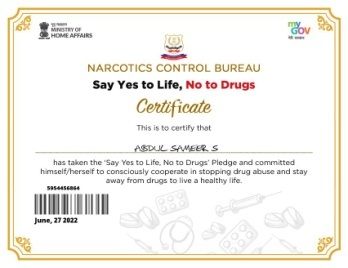 गृह मंत्रालय
MINISTRY OF
HOME AFFAIRS
my
GOV
मेरी सरकार
NARCOTICS CONTROL BUREAU
Say Yes to Life, No to Drugs
Certificate
This is to certify that
ABDUL SAMEER S
has taken the 'Say Yes to Life, No to Drugs' Pledge and committed
himself/herself to consciously cooperate in stopping drug abuse and stay
away from drugs to live a healthy life.
5954456864
June, 27 2022